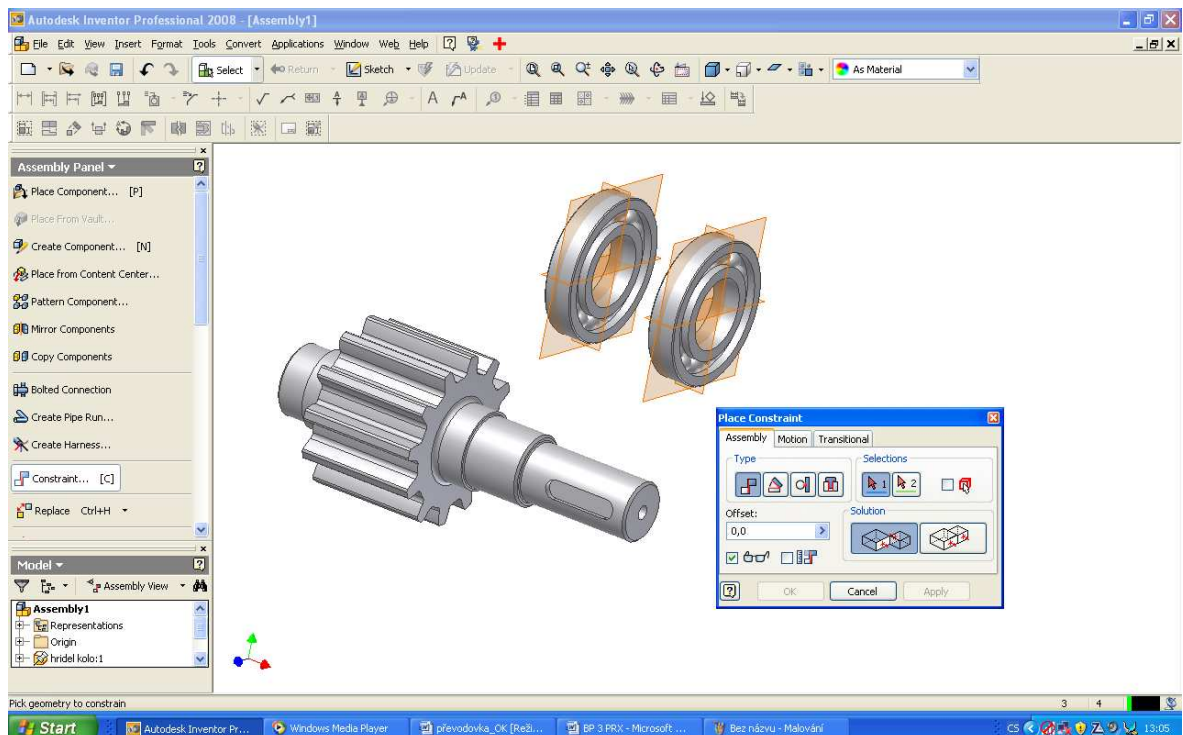 Autodesk Inventor Professional 2008 - [Assembly1]
File Edit View Insert Format Tools Convert Applications Window Web Help
Select Return Sketch Update As Material
Assembly Panel
Place Component... [P]
Place From Vault...
Create Component... [N]
Place from Content Center...
Pattern Component...
Mirror Components
Copy Components
Bolted Connection
Create Pipe Run...
Create Harness...
Constraint... [C]
Replace Ctrl+H
Model
Assembly View
Assembly1
Representations
Origin
hridel kolo:1
Place Constraint
Assembly Motion Transitional
Type Selections
1 2
Offset: Solution
0,0
OK Cancel Apply
Pick geometry to constrain 3 4
Start Autodesk Inventor Pr... Windows Media Player převodovka_OK [Reži... BP 3 PRX - Microsoft ... Bez názvu - Malování CS 13:05